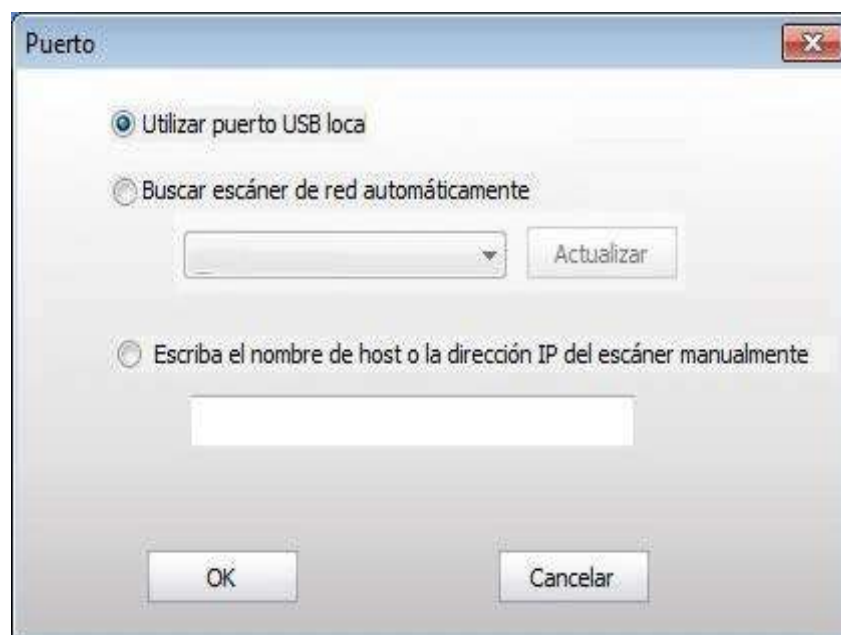 Puerto
Utilizar puerto USB loca
Buscar escáner de red automáticamente
Actualizar
Escriba el nombre de host o la dirección IP del escáner manualmente
OK
Cancelar